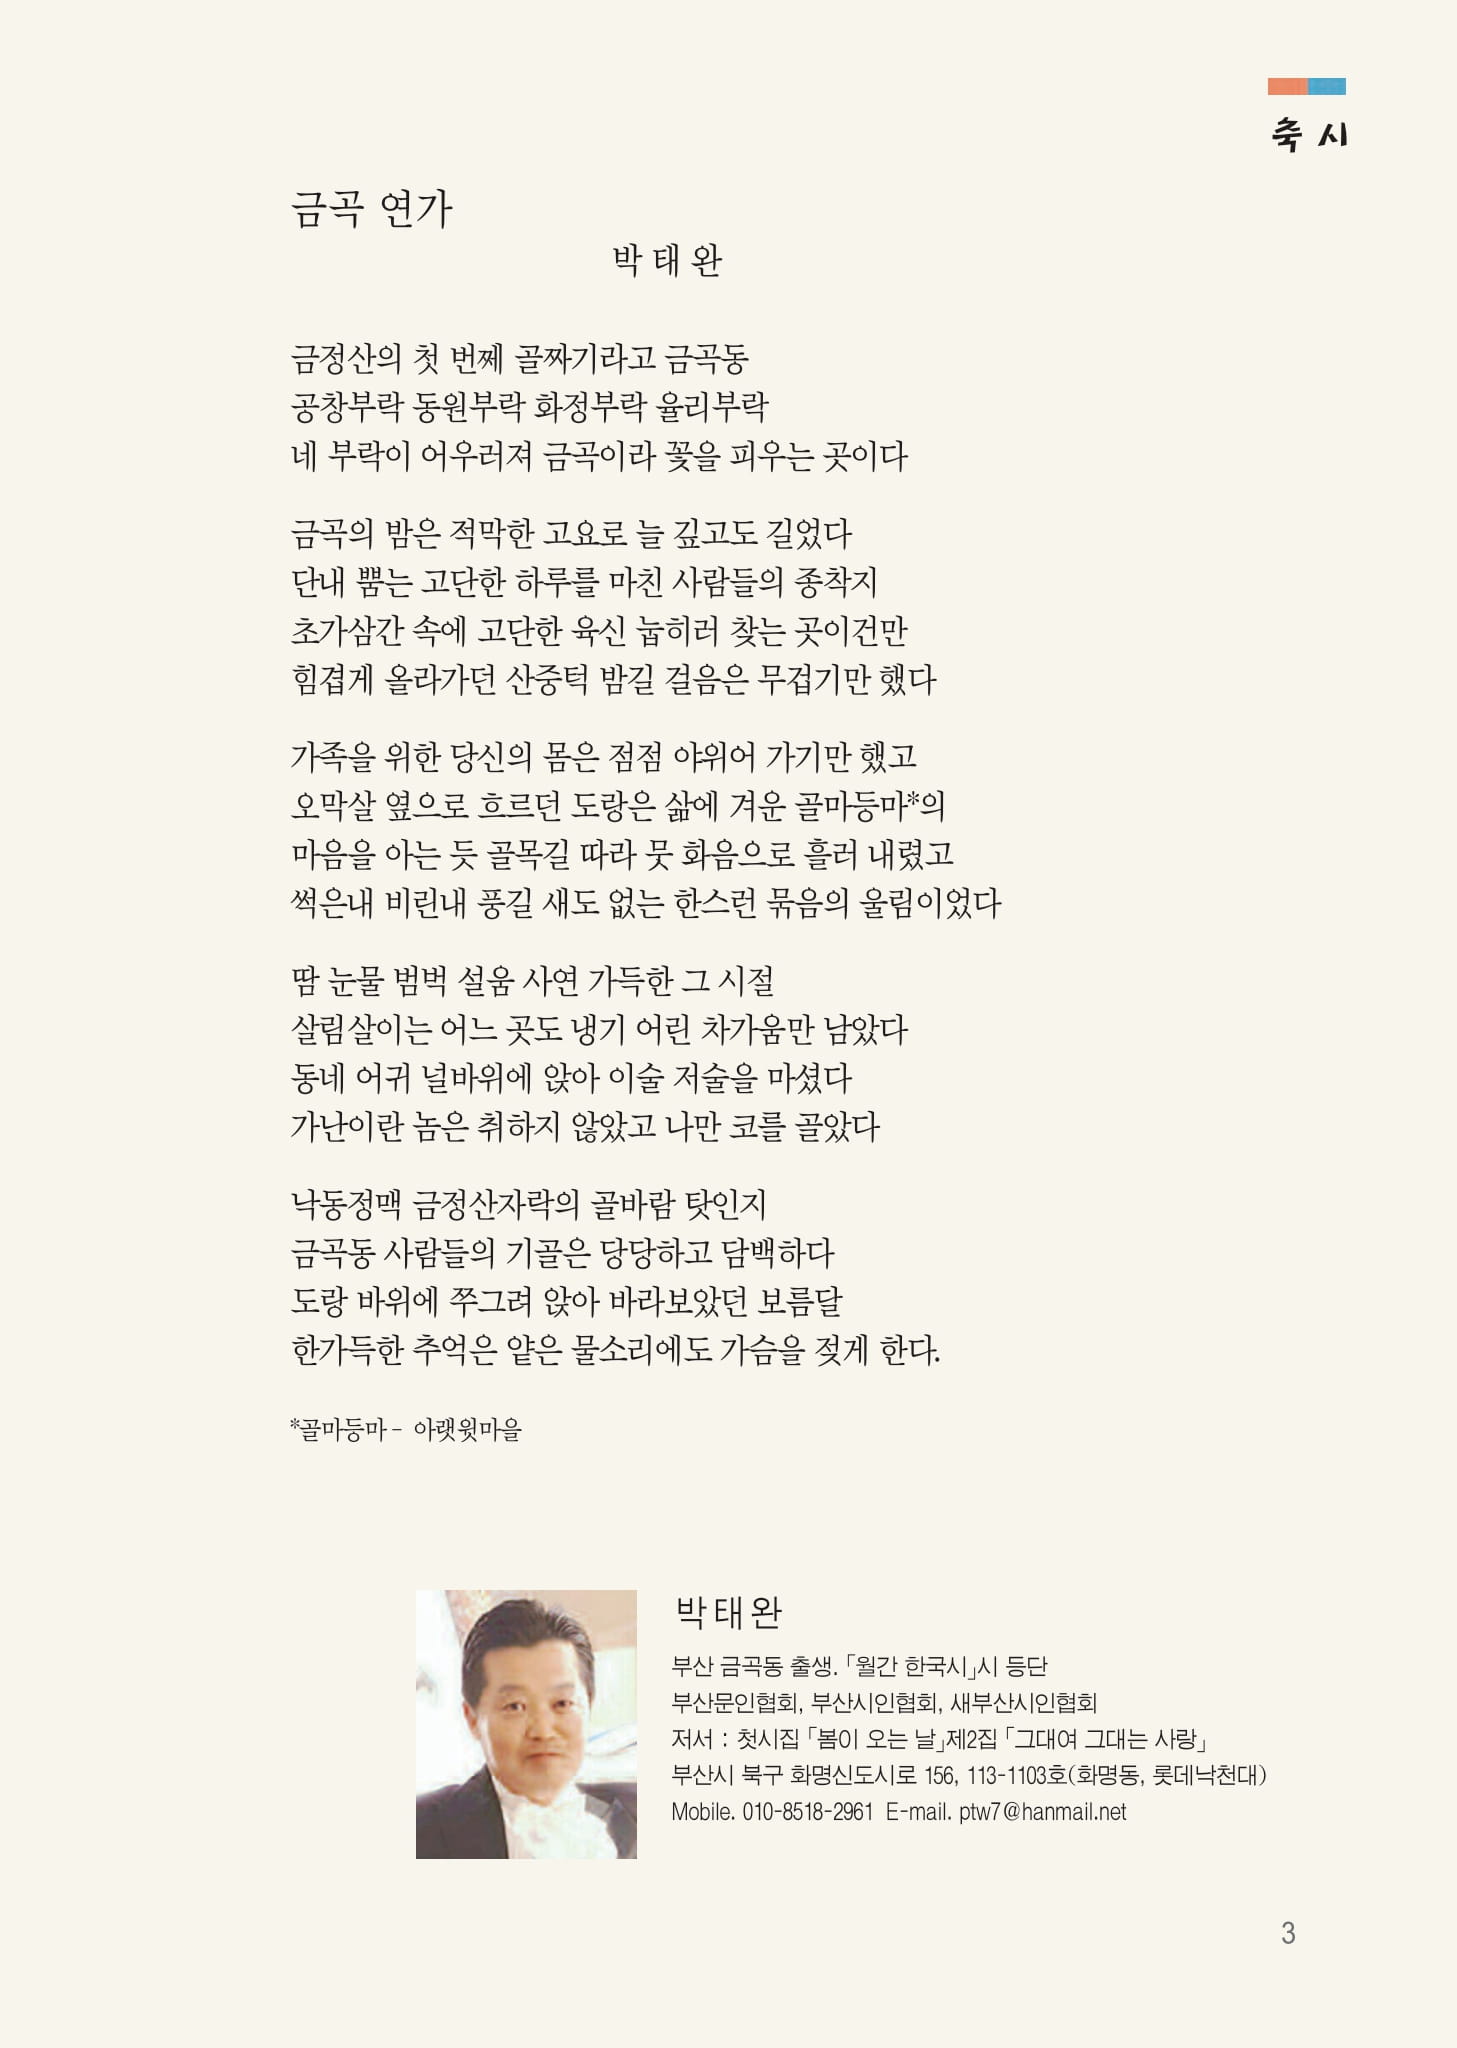 축 시
금곡 연가
박 태 완
금정산의 첫 번째 골짜기라고 금곡동
공창부락 동원부락 화정부락 율리부락
네 부락이 어우러져 금곡이라 꽃을 피우는 곳이다
금곡의 밤은 적막한 고요로 늘 깊고도 길었다
단내 뿜는 고단한 하루를 마친 사람들의 종착지
초가삼간 속에 고단한 육신 눕히러 찾는 곳이건만
힘겹게 올라가던 산중턱 밤길 걸음은 무겁기만 했다
가족을 위한 당신의 몸은 점점 야위어 가기만 했고
오막살 옆으로 흐르던 도랑은 삶에 겨운 골마등마*의
마음을 아는 듯 골목길 따라 뭇 화음으로 흘러 내렸고
썩은내 비린내 풍길 새도 없는 한스런 묶음의 울림이었다
땀 눈물 범벅 설움 사연 가득한 그 시절
살림살이는 어느 곳도 냉기 어린 차가움만 남았다
동네 어귀 널바위에 앉아 이술 저술을 마셨다
가난이란 놈은 취하지 않았고 나만 코를 골았다
낙동정맥 금정산자락의 골바람 탓인지
금곡동 사람들의 기골은 당당하고 담백하다
도랑 바위에 쭈그려 앉아 바라보았던 보름달
한가득한 추억은 얕은 물소리에도 가슴을 젖게 한다.
*골마등마 - 아랫윗마을
박태완
부산 금곡동 출생. 「월간 한국시」시 등단
부산문인협회, 부산시인협회, 새부산시인협회
저서 : 첫시집 「봄이 오는 날」제2집 「그대여 그대는 사랑」
부산시 북구 화명신도시로 156, 113-1103호(화명동, 롯데낙천대)
Mobile. 010-8518-2961 E-mail. ptw7@hanmail.net
3